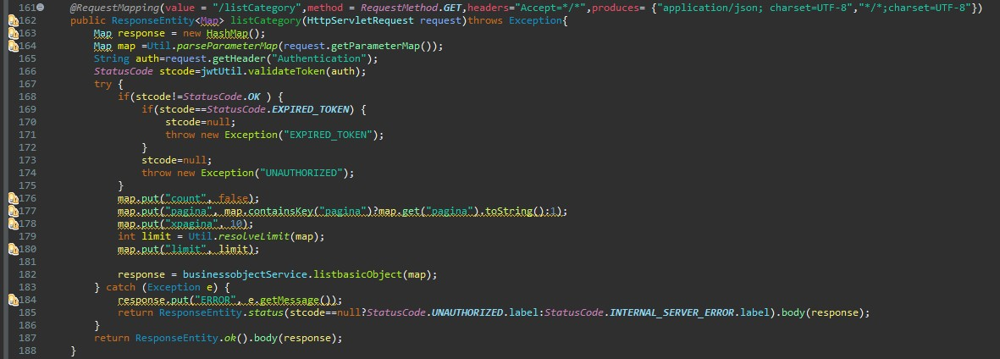 161 @RequestMapping(value = "/listCategory",method = RequestMethod.GET,headers="Accept=*/*",produces= {"application/json; charset=UTF-8","*/*;charset=UTF-8"})
162 public ResponseEntity<Map> listCategory(HttpServletRequest request)throws Exception{
163 Map response = new HashMap();
164 Map map =Util.parseParameterMap(request.getParameterMap());
165 String auth=request.getHeader("Authentication");
166 StatusCode stcode=jwtUtil.validateToken(auth);
167 try {
168 if(stcode!=StatusCode.OK ) {
169 if(stcode==StatusCode.EXPIRED_TOKEN) {
170 stcode=null;
171 throw new Exception("EXPIRED_TOKEN");
172 }
173 stcode=null;
174 throw new Exception("UNAUTHORIZED");
175 }
176 map.put("count", false);
177 map.put("pagina", map.containsKey("pagina")?map.get("pagina").toString():1);
178 map.put("xpagina", 10);
179 int limit = Util.resolveLimit(map);
180 map.put("limit", limit);
181
182 response = businessobjectService.listbasicObject(map);
183 } catch (Exception e) {
184 response.put("ERROR", e.getMessage());
185 return ResponseEntity.status(stcode==null?StatusCode.UNAUTHORIZED.label:StatusCode.INTERNAL_SERVER_ERROR.label).body(response);
186 }
187 return ResponseEntity.ok().body(response);
188 }